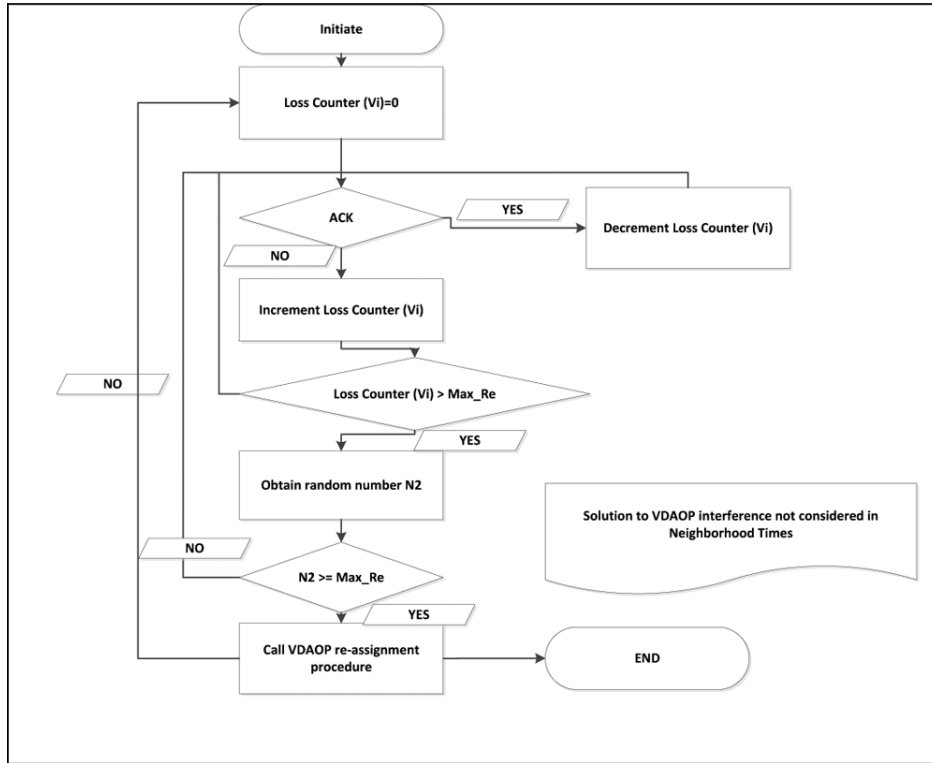 Initiate
Loss Counter (Vi)=0
ACK
YES
Decrement Loss Counter (Vi)
NO
Increment Loss Counter (Vi)
NO
Loss Counter (Vi) > Max_Re
YES
Obtain random number N2
Solution to VDAOP interference not considered in
Neighborhood Times
NO
N2 >= Max_Re
YES
Call VDAOP re-assignment
procedure
END